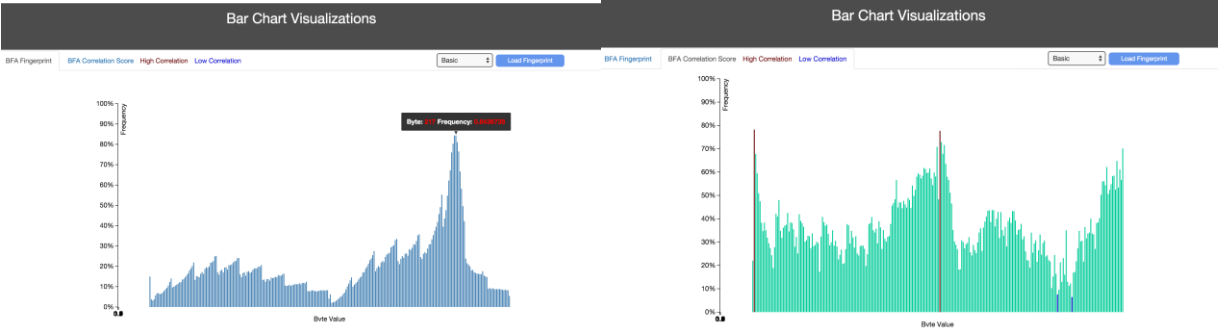 Bar Chart Visualizations
BFA Fingerprint BFA Correlation Score High Correlation Low Correlation Basic Load Fingerprint
100%
90%
80%
70%
60%
50%
40%
30%
20%
10%
0%
Frequency
Byte: Frequency:
Byte Value
Bar Chart Visualizations
BFA Fingerprint BFA Correlation Score High Correlation Low Correlation Basic Load Fingerprint
100%
90%
80%
70%
60%
50%
40%
30%
20%
10%
0%
Frequency
Byte Value